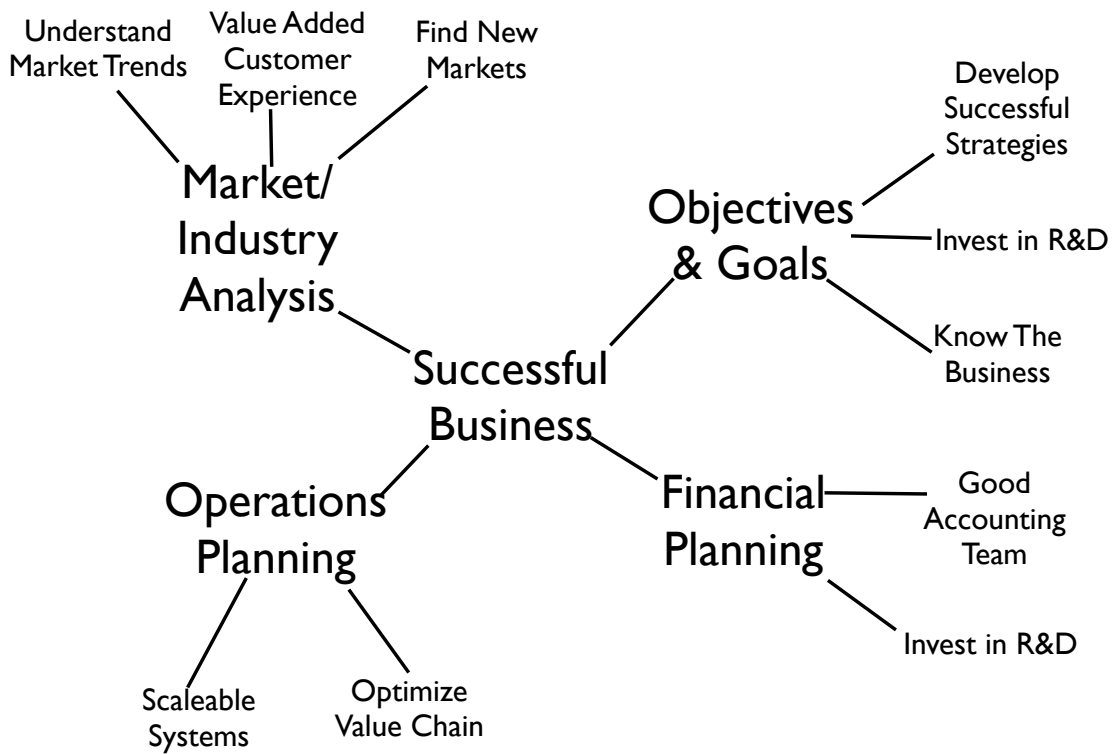 Understand
Market Trends
Value Added
Customer
Experience
Find New
Markets
Market/
Industry
Analysis
Develop
Successful
Strategies
Objectives
& Goals
Invest in R&D
Know The
Business
Successful
Business
Operations
Planning
Financial
Planning
Good
Accounting
Team
Invest in R&D
Scaleable
Systems
Optimize
Value Chain